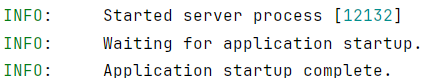 INFO:     Started server process [12132]
INFO:     Waiting for application startup.
INFO:     Application startup complete.